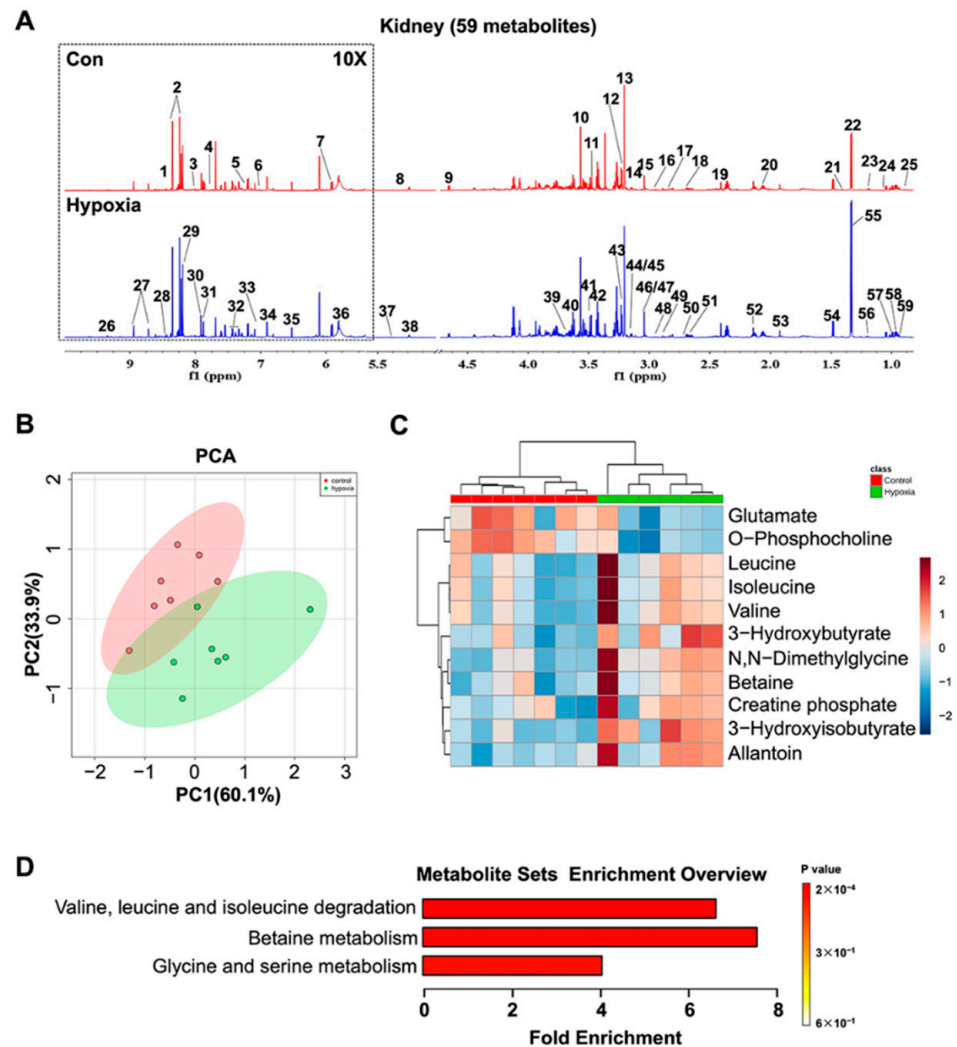 A
Kidney (59 metabolites)
Con
10X
1 2 3 4 5 6 7 8 9 10 11 12 13 14 15 16 17 18 19 20 21 22 23 24 25
Hypoxia
26 27 28 29 30 31 32 33 34 35 36 37 38 39 40 41 42 43 44/45 46/47 48 49 50 51 52 53 54 55 56 57 58 59
9 8 7 6 5.5 4.5 4.0 3.5 3.0 2.5 2.0 1.5 1.0
f1 (ppm) f1 (ppm)
B
PCA
control
hypoxia
2
1
0
−1
PC2(33.9%)
−2 −1 0 1 2 3
PC1(60.1%)
C
class
Control
Hypoxia
Glutamate
O−Phosphocholine
Leucine
Isoleucine
Valine
3−Hydroxybutyrate
N,N−Dimethylglycine
Betaine
Creatine phosphate
3−Hydroxyisobutyrate
Allantoin
2
1
0
−1
−2
D
Metabolite Sets Enrichment Overview
Valine, leucine and isoleucine degradation
Betaine metabolism
Glycine and serine metabolism
0 2 4 6 8
Fold Enrichment
P value
2×10⁻⁴
3×10⁻¹
6×10⁻¹